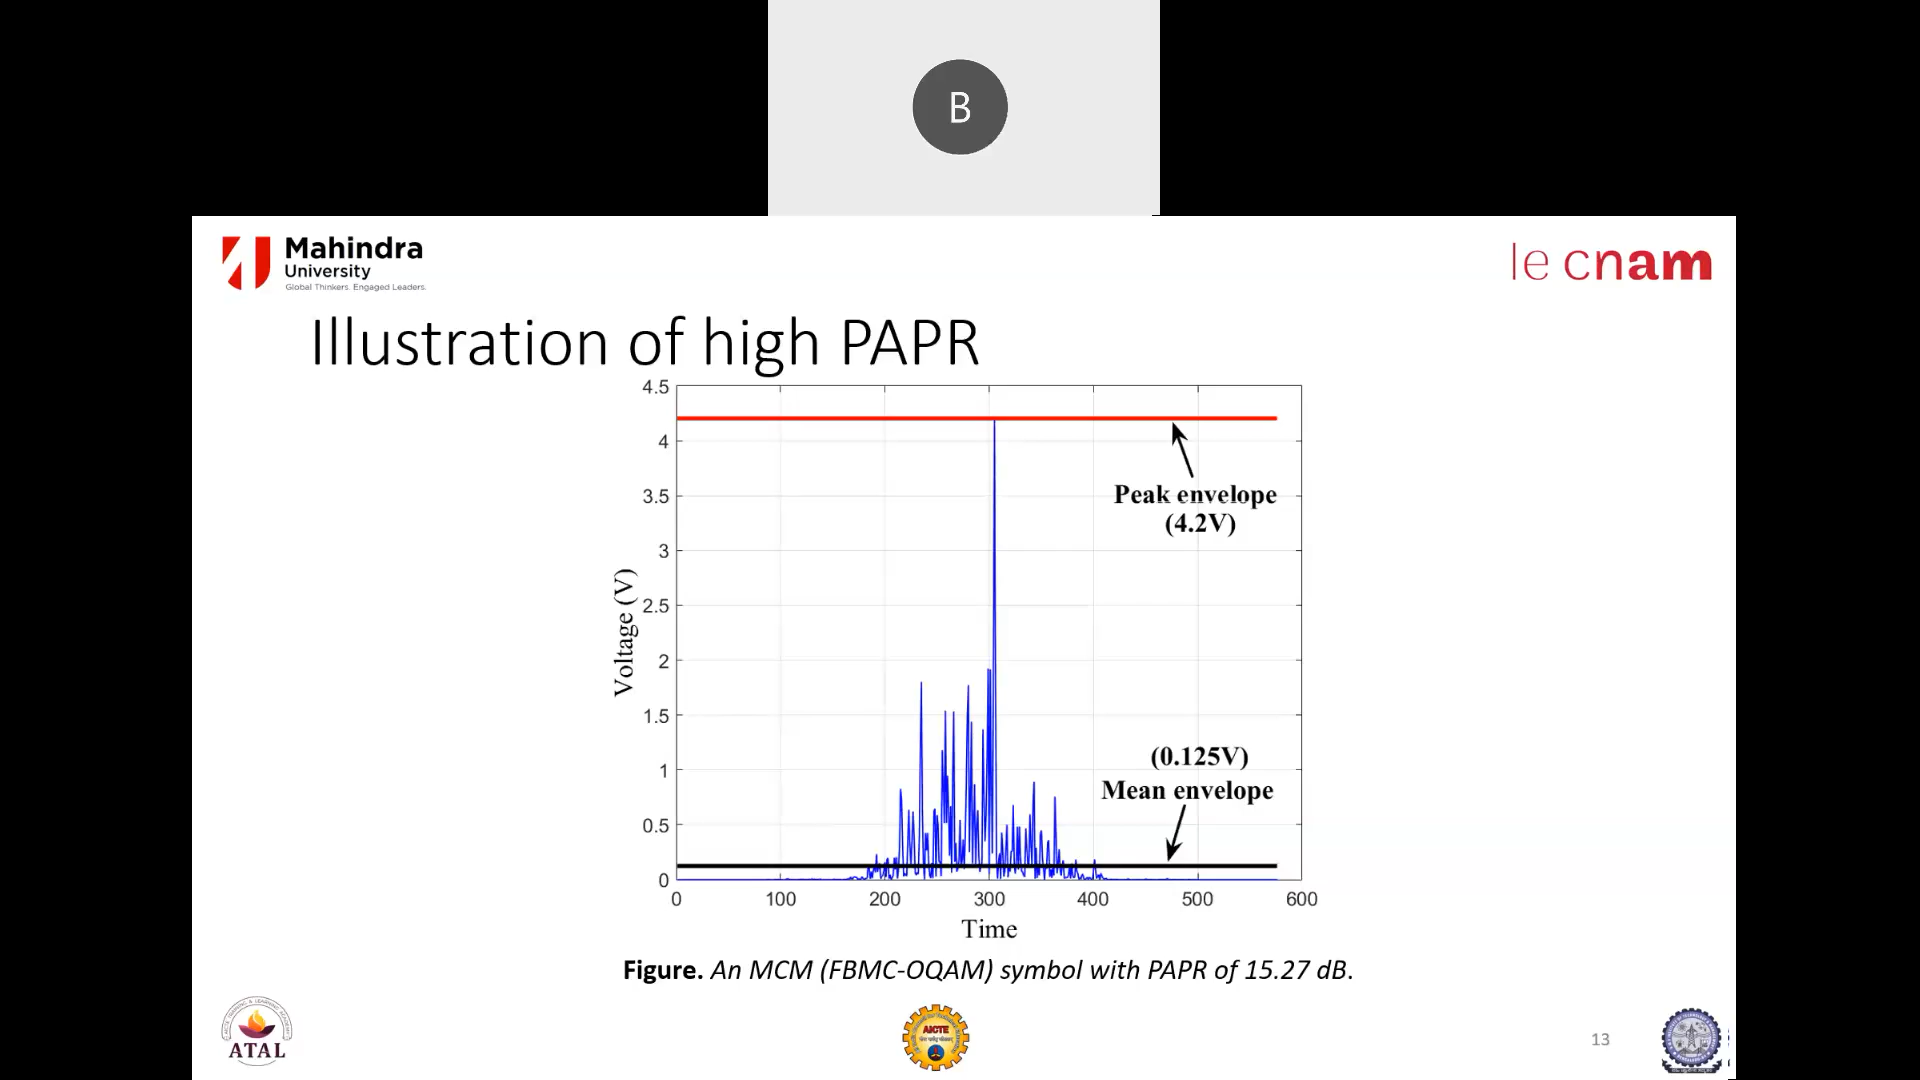 B
Mahindra
University
Global Thinkers. Engaged Leaders.
le cnam
Illustration of high PAPR
4.5
4
3.5
3
2.5
2
1.5
1
0.5
0
Voltage (V)
Peak envelope
(4.2V)
(0.125V)
Mean envelope
0 100 200 300 400 500 600
Time
Figure. An MCM (FBMC-OQAM) symbol with PAPR of 15.27 dB.
ATAL
AICTE
13